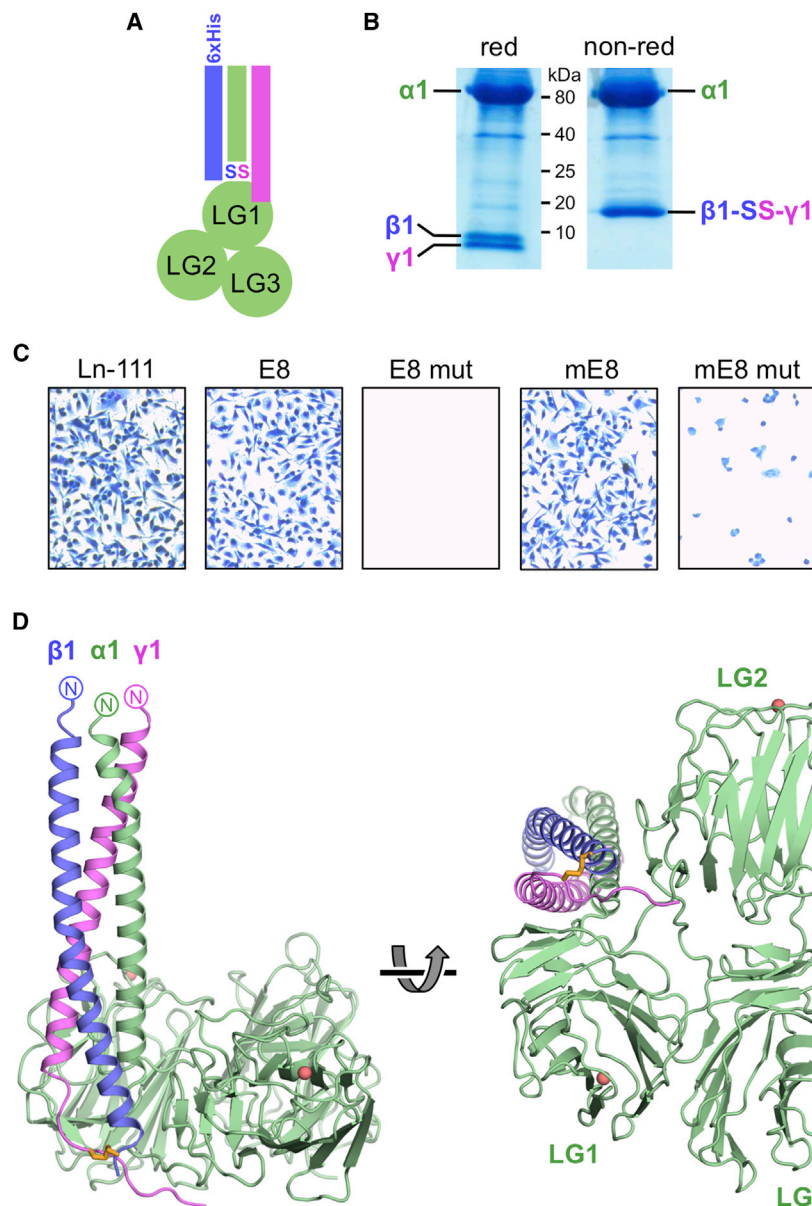 A
6xHis
SS
LG1
LG2
LG3
B
red
non-red
kDa
α1
80
α1
40
25
20
β1-SS-γ1
β1
10
γ1
C
Ln-111
E8
E8 mut
mE8
mE8 mut
D
β1 α1 γ1
N
N
N
LG2
LG1
LG